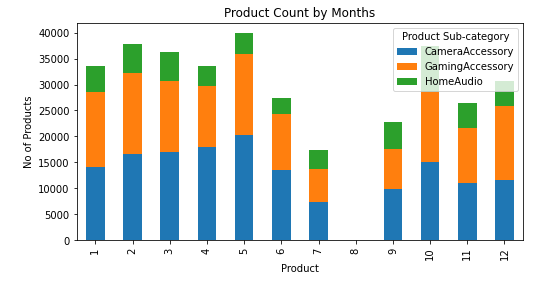 Product Count by Months
No of Products
40000
35000
30000
25000
20000
15000
10000
5000
0
Product Sub-category
CameraAccessory
GamingAccessory
HomeAudio
1 2 3 4 5 6 7 8 9 10 11 12
Product